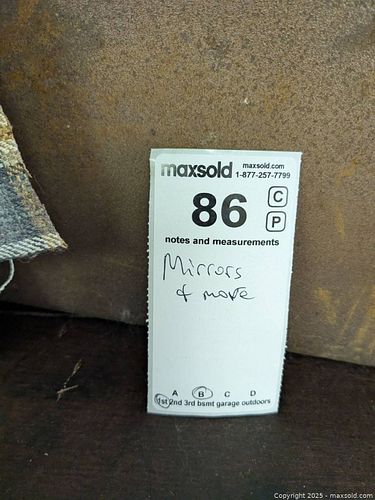 maxsold maxsold.com
1-877-257-7799
86 C
P
notes and measurements
Mirrors
& more
A B C D
1st 2nd 3rd bsmt garage outdoors
Copyright 2025 - maxsold.com